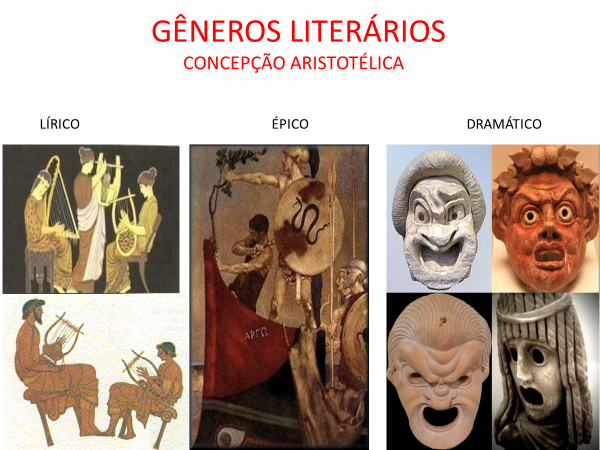 GÊNEROS LITERÁRIOS
CONCEPÇÃO ARISTOTÉLICA
LÍRICO
ÉPICO
DRAMÁTICO
ΑΡΓΩ